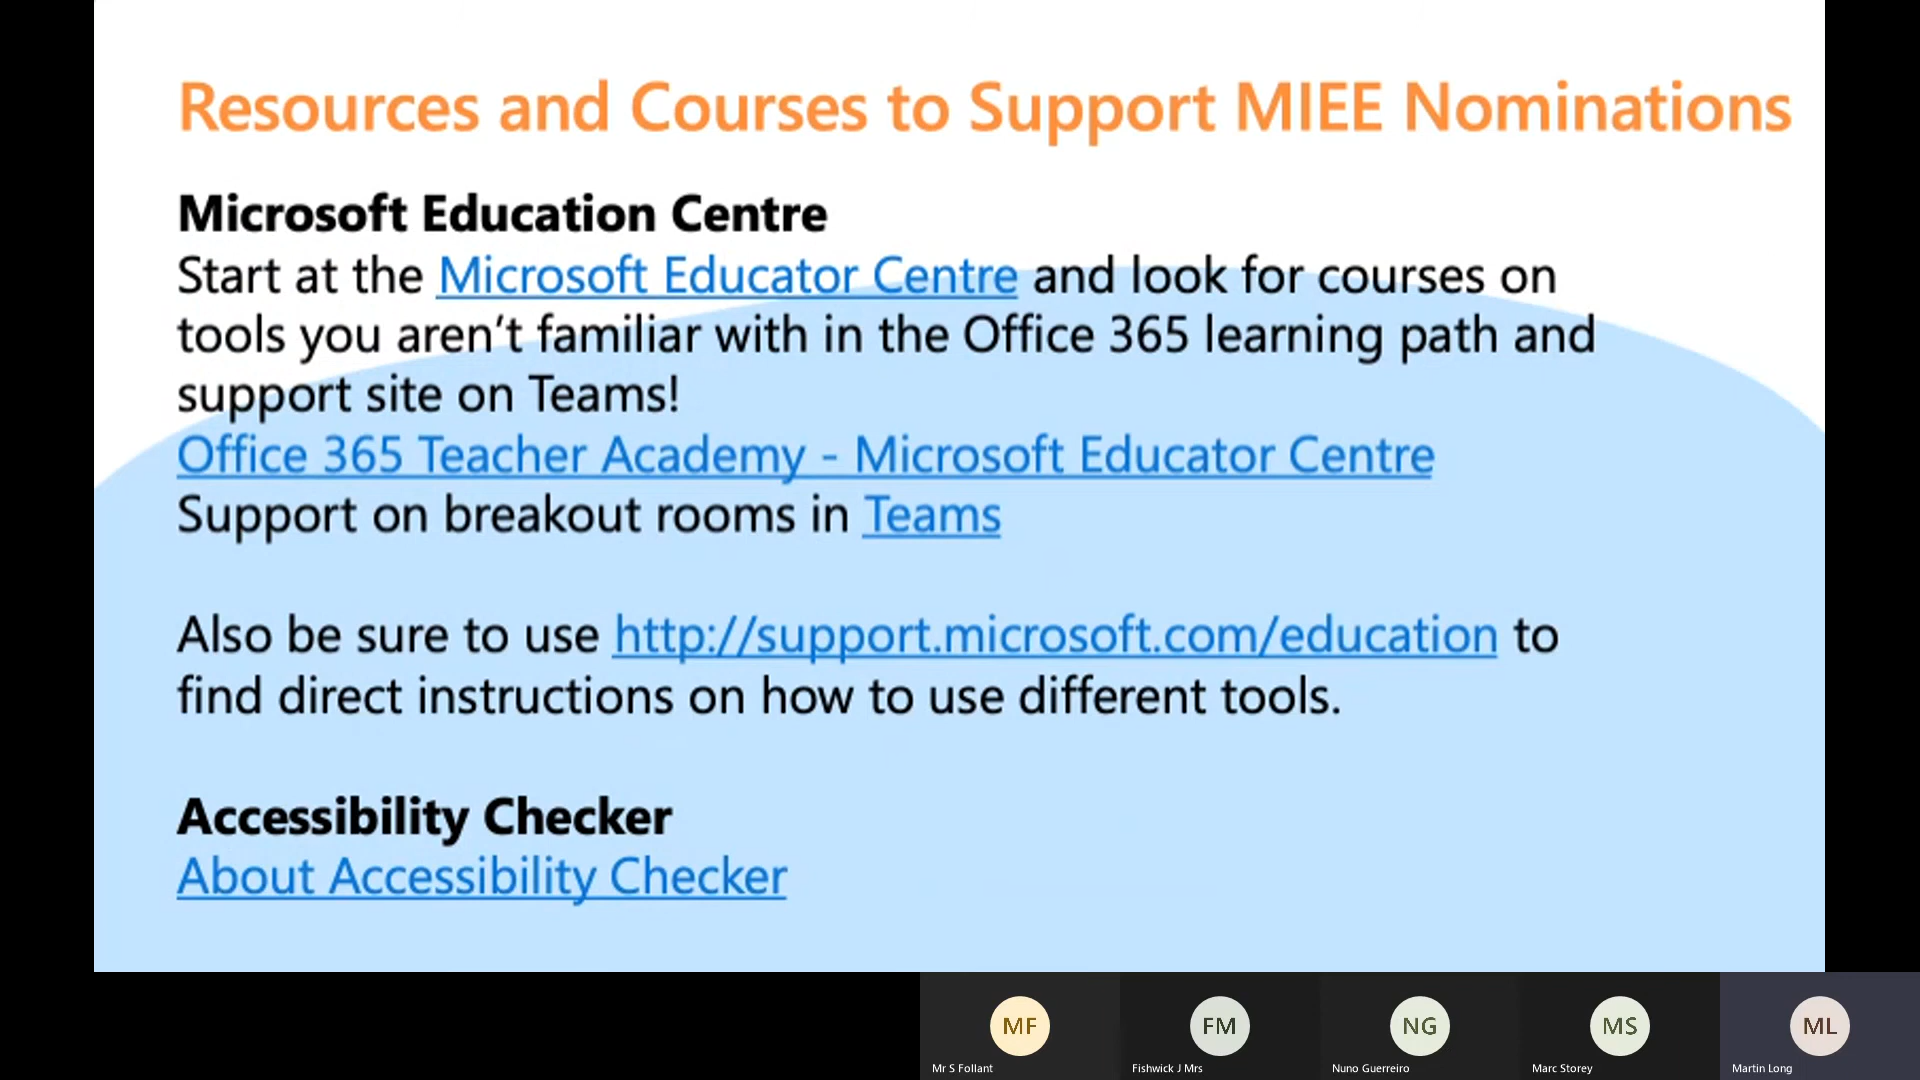 Resources and Courses to Support MIEE Nominations
Microsoft Education Centre
Start at the Microsoft Educator Centre and look for courses on
tools you aren’t familiar with in the Office 365 learning path and
support site on Teams!
Office 365 Teacher Academy - Microsoft Educator Centre
Support on breakout rooms in Teams
Also be sure to use http://support.microsoft.com/education to
find direct instructions on how to use different tools.
Accessibility Checker
About Accessibility Checker
MF FM NG MS ML
Mr S Follant Fishwick J Mrs Nuno Guerreiro Marc Storey Martin Long